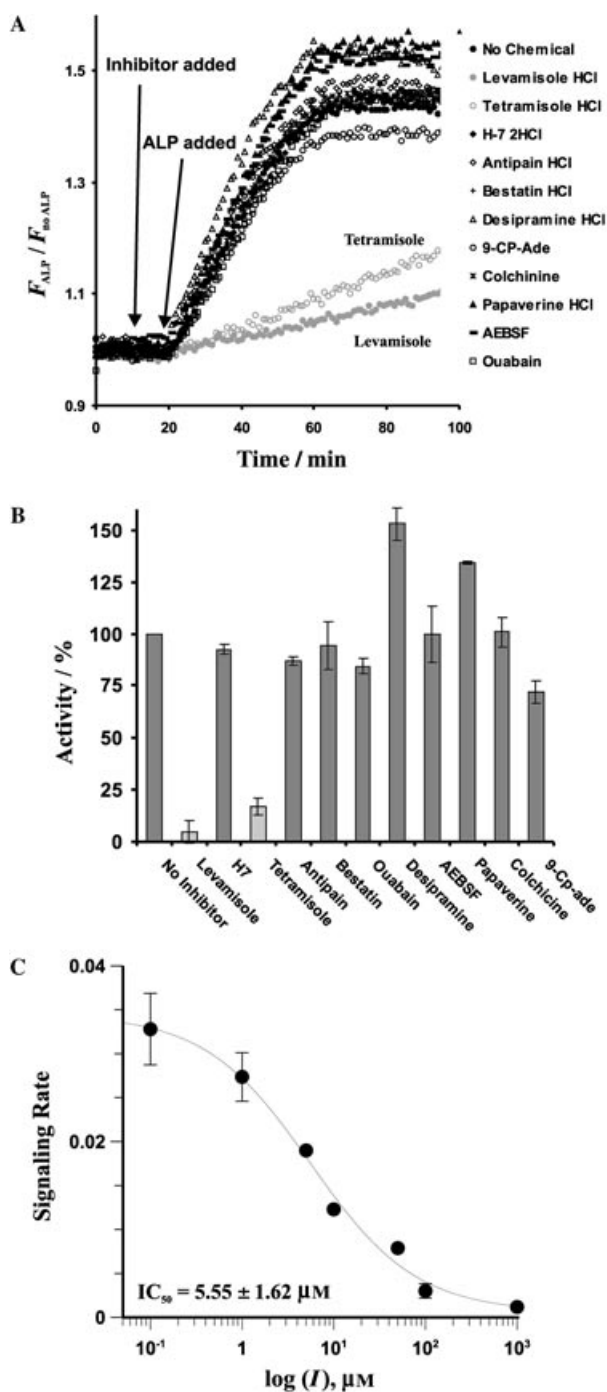 A
1.5
1.3
1.1
0.9
F ALP / F no ALP
Inhibitor added
ALP added
Tetramisole
Levamisole
0 20 40 60 80 100
Time / min
No Chemical
Levamisole HCl
Tetramisole HCl
H-7 2HCl
Antipain HCl
Bestatin HCl
Desipramine HCl
9-CP-Ade
Colchinine
Papaverine HCl
AEBSF
Ouabain
B
150
125
100
75
50
25
0
Activity / %
No Inhibitor
Levamisole
H7
Tetramisole
Antipain
Bestatin
Ouabain
Desipramine
AEBSF
Papaverine
Colchicine
9-Cp-ade
C
0.04
0.02
0
Signaling Rate
IC₅₀ = 5.55 ± 1.62 μM
10⁻¹ 1 10¹ 10² 10³
log (I), μM